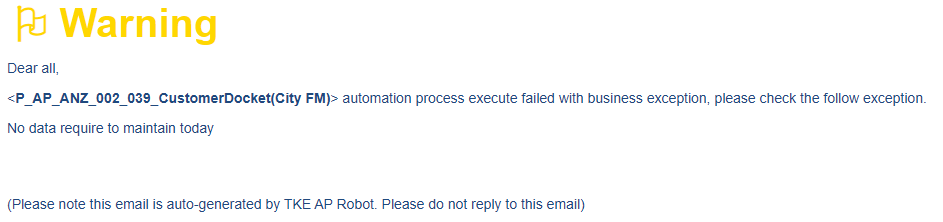 Warning
Dear all,
<P_AP_ANZ_002_039_CustomerDocket(City FM)> automation process execute failed with business exception, please check the follow exception.
No data require to maintain today
(Please note this email is auto-generated by TKE AP Robot. Please do not reply to this email)